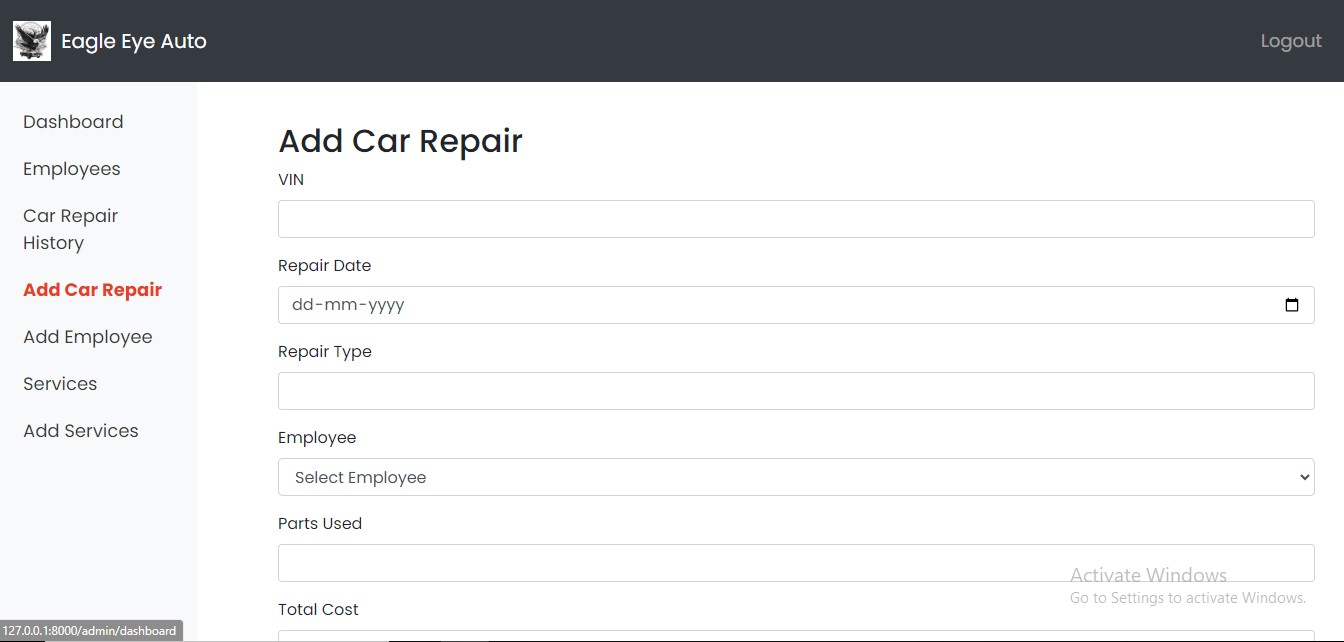 Eagle Eye Auto
Logout
Dashboard
Employees
Car Repair
History
Add Car Repair
Add Employee
Services
Add Services
Add Car Repair
VIN
Repair Date
dd-mm-yyyy
Repair Type
Employee
Select Employee
Parts Used
Total Cost
Activate Windows
Go to Settings to activate Windows.
127.0.0.1:8000/admin/dashboard